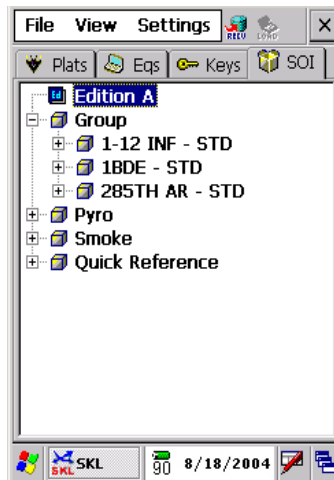 File View Settings RECV LOAD X
Plats Eqs Keys SOI
Ed Edition A
Group
1-12 INF - STD
1BDE - STD
285TH AR - STD
Pyro
Smoke
Quick Reference
SKL SKL 90 8/18/2004